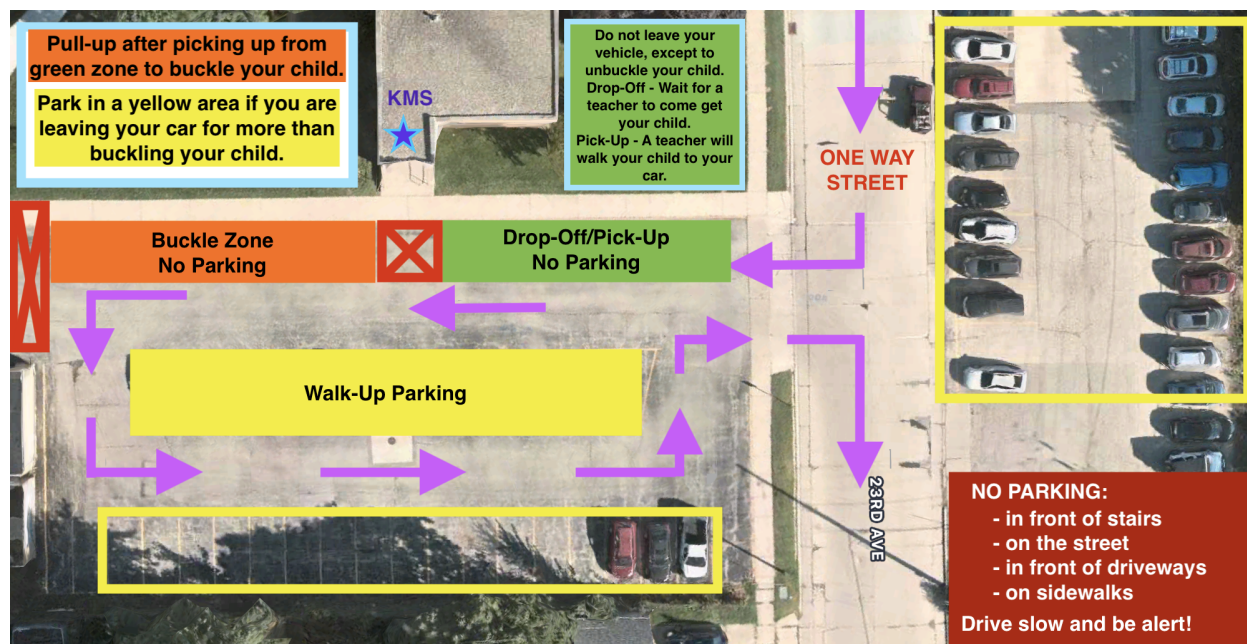 Pull-up after picking up from
green zone to buckle your child.
Park in a yellow area if you are
leaving your car for more than
buckling your child.
KMS
Do not leave your
vehicle, except to
unbuckle your child.
Drop-Off - Wait for a
teacher to come get
your child.
Pick-Up - A teacher will
walk your child to your
car.
ONE WAY
STREET
Buckle Zone
No Parking
Drop-Off/Pick-Up
No Parking
Walk-Up Parking
23RD AVE
NO PARKING:
- in front of stairs
- on the street
- in front of driveways
- on sidewalks
Drive slow and be alert!